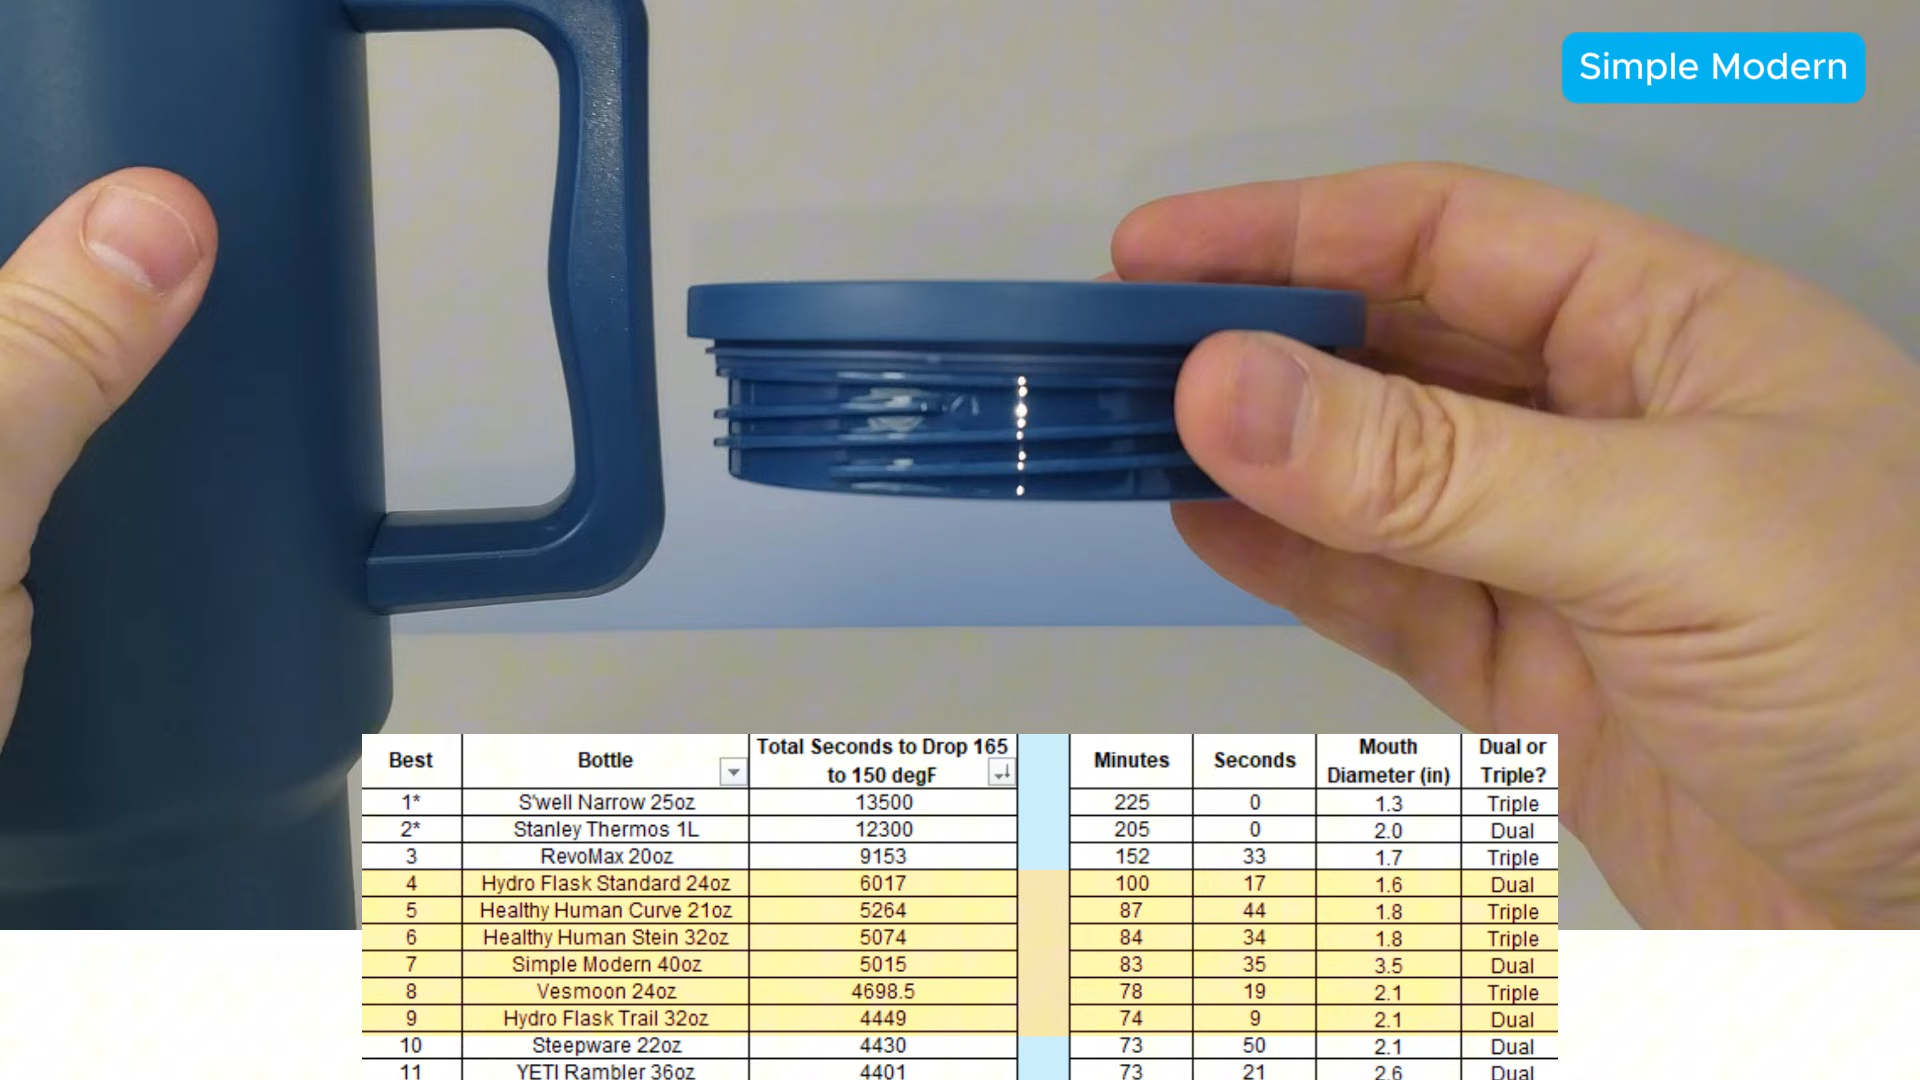 Simple Modern
Best Bottle Total Seconds to Drop 165 to 150 degF Minutes Seconds Mouth Diameter (in) Dual or Triple?
1* S'well Narrow 25oz 13500 225 0 1.3 Triple
2* Stanley Thermos 1L 12300 205 0 2.0 Dual
3 RevoMax 20oz 9153 152 33 1.7 Triple
4 Hydro Flask Standard 24oz 6017 100 17 1.6 Dual
5 Healthy Human Curve 21oz 5264 87 44 1.8 Triple
6 Healthy Human Stein 32oz 5074 84 34 1.8 Triple
7 Simple Modern 40oz 5015 83 35 3.5 Dual
8 Vesmoon 24oz 4698.5 78 19 2.1 Triple
9 Hydro Flask Trail 32oz 4449 74 9 2.1 Dual
10 Steepware 22oz 4430 73 50 2.1 Dual
11 YETI Rambler 36oz 4401 73 21 2.6 Dual